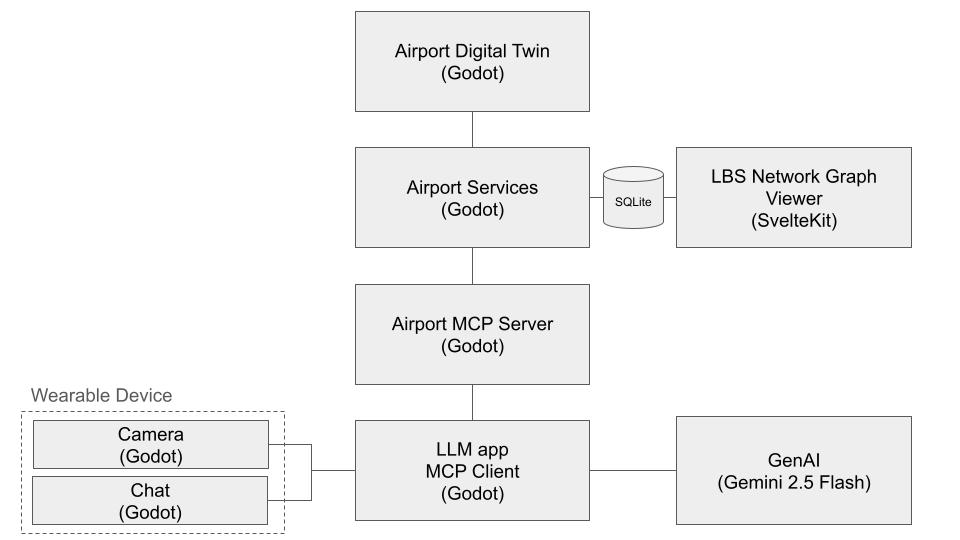 Airport Digital Twin
(Godot)
Airport Services
(Godot)
SQLite
LBS Network Graph
Viewer
(SvelteKit)
Airport MCP Server
(Godot)
Wearable Device
Camera
(Godot)
Chat
(Godot)
LLM app
MCP Client
(Godot)
GenAI
(Gemini 2.5 Flash)